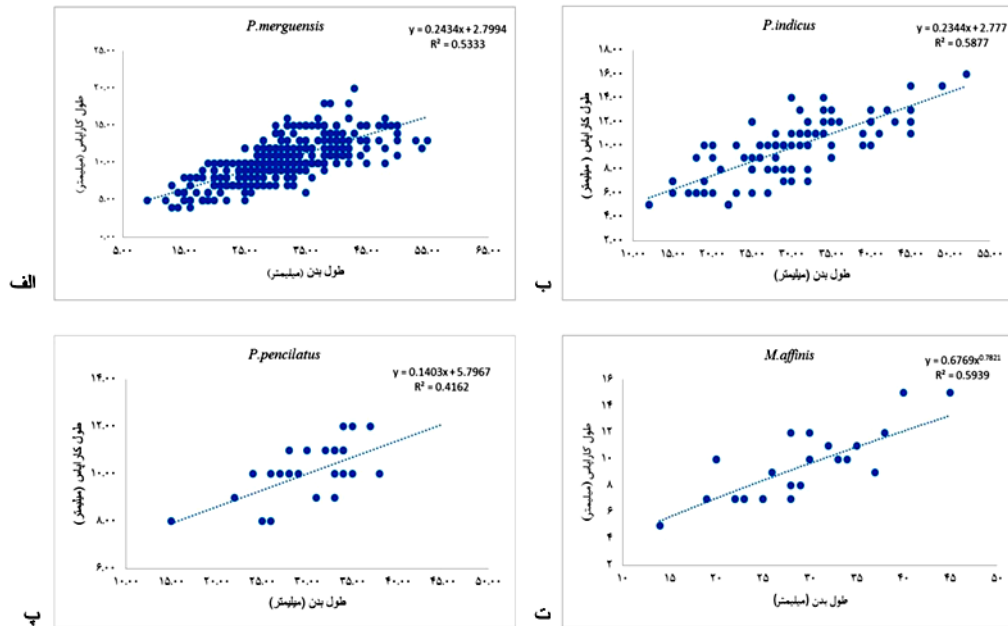 P.merguensis
y = 0.2434x + 2.7994
R² = 0.5333
طول کاراپاس (میلیمتر)
۲۵.۰۰
۲۰.۰۰
۱۵.۰۰
۱۰.۰۰
۵.۰۰
۰.۰۰
۵.۰۰ ۱۵.۰۰ ۲۵.۰۰ ۳۵.۰۰ ۴۵.۰۰ ۵۵.۰۰ ۶۵.۰۰
طول بدن (میلیمتر)
الف
P.indicus
y = 0.2344x + 2.777
R² = 0.5877
طول کاراپاس (میلیمتر)
۱۸.۰۰
۱۶.۰۰
۱۴.۰۰
۱۲.۰۰
۱۰.۰۰
۸.۰۰
۶.۰۰
۴.۰۰
۲.۰۰
۱۰.۰۰ ۱۵.۰۰ ۲۰.۰۰ ۲۵.۰۰ ۳۰.۰۰ ۳۵.۰۰ ۴۰.۰۰ ۴۵.۰۰ ۵۰.۰۰ ۵۵.۰۰
طول بدن (میلیمتر)
ب
P.pencilatus
y = 0.1403x + 5.7967
R² = 0.4162
طول کاراپاس (میلیمتر)
۱۴.۰۰
۱۲.۰۰
۱۰.۰۰
۸.۰۰
۶.۰۰
۱۰.۰۰ ۱۵.۰۰ ۲۰.۰۰ ۲۵.۰۰ ۳۰.۰۰ ۳۵.۰۰ ۴۰.۰۰ ۴۵.۰۰ ۵۰.۰۰
طول بدن (میلیمتر)
پ
M.affinis
y = 0.6769x^0.7821
R² = 0.5939
طول کاراپاس (میلیمتر)
۱۶
۱۴
۱۲
۱۰
۸
۶
۴
۲
۱۰ ۱۵ ۲۰ ۲۵ ۳۰ ۳۵ ۴۰ ۴۵ ۵۰
طول بدن (میلیمتر)
ت